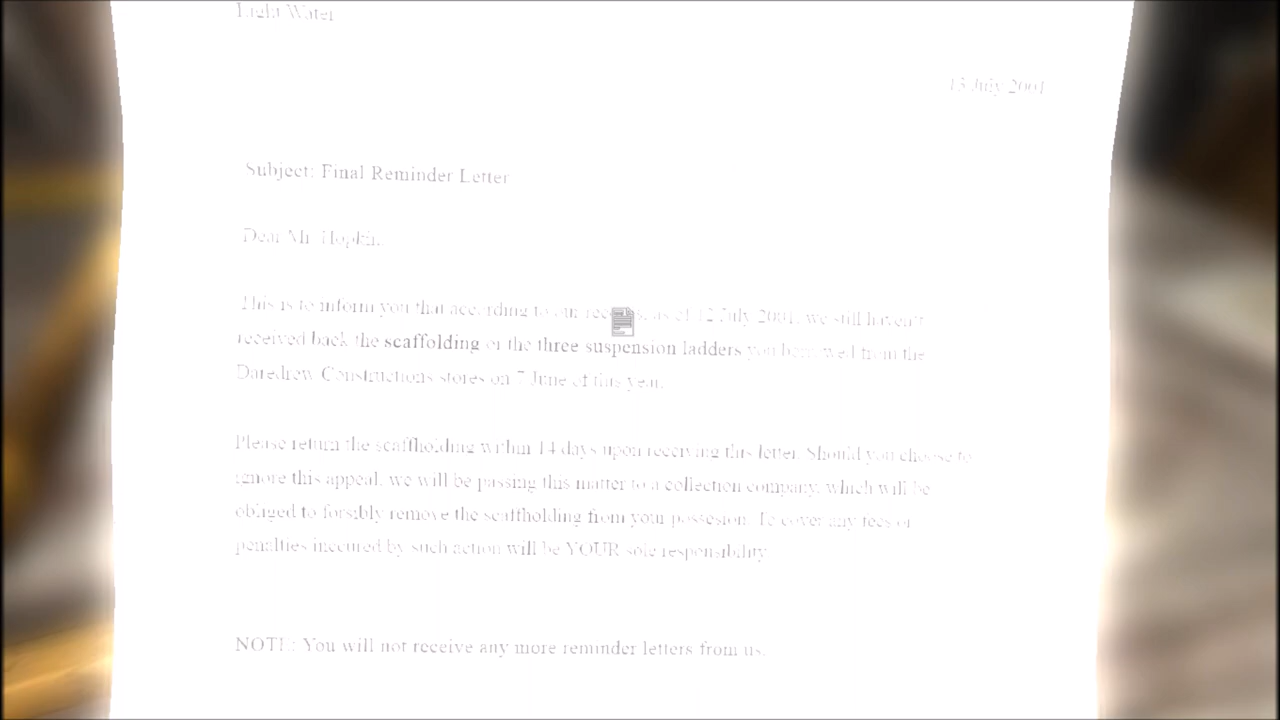 Light Water
13 July 2001
Subject: Final Reminder Letter
Dear Mr. Hopkin,
This is to inform you that according to our as of 12 July 2001, we still haven't
received back the scaffolding or the three suspension ladders you borrowed from the
Daredrew Constructions stores on 7 June of this year.
Please return the scaffholding within 14 days upon receiving this letter. Should you choose to
ignore this appeal, we will be passing this matter to a collection company, which will be
obliged to forsibly remove the scaffholding from your possesion. To cover any fees or
penalties inccured by such action will be YOUR sole responsibility.
NOTE: You will not receive any more reminder letters from us.